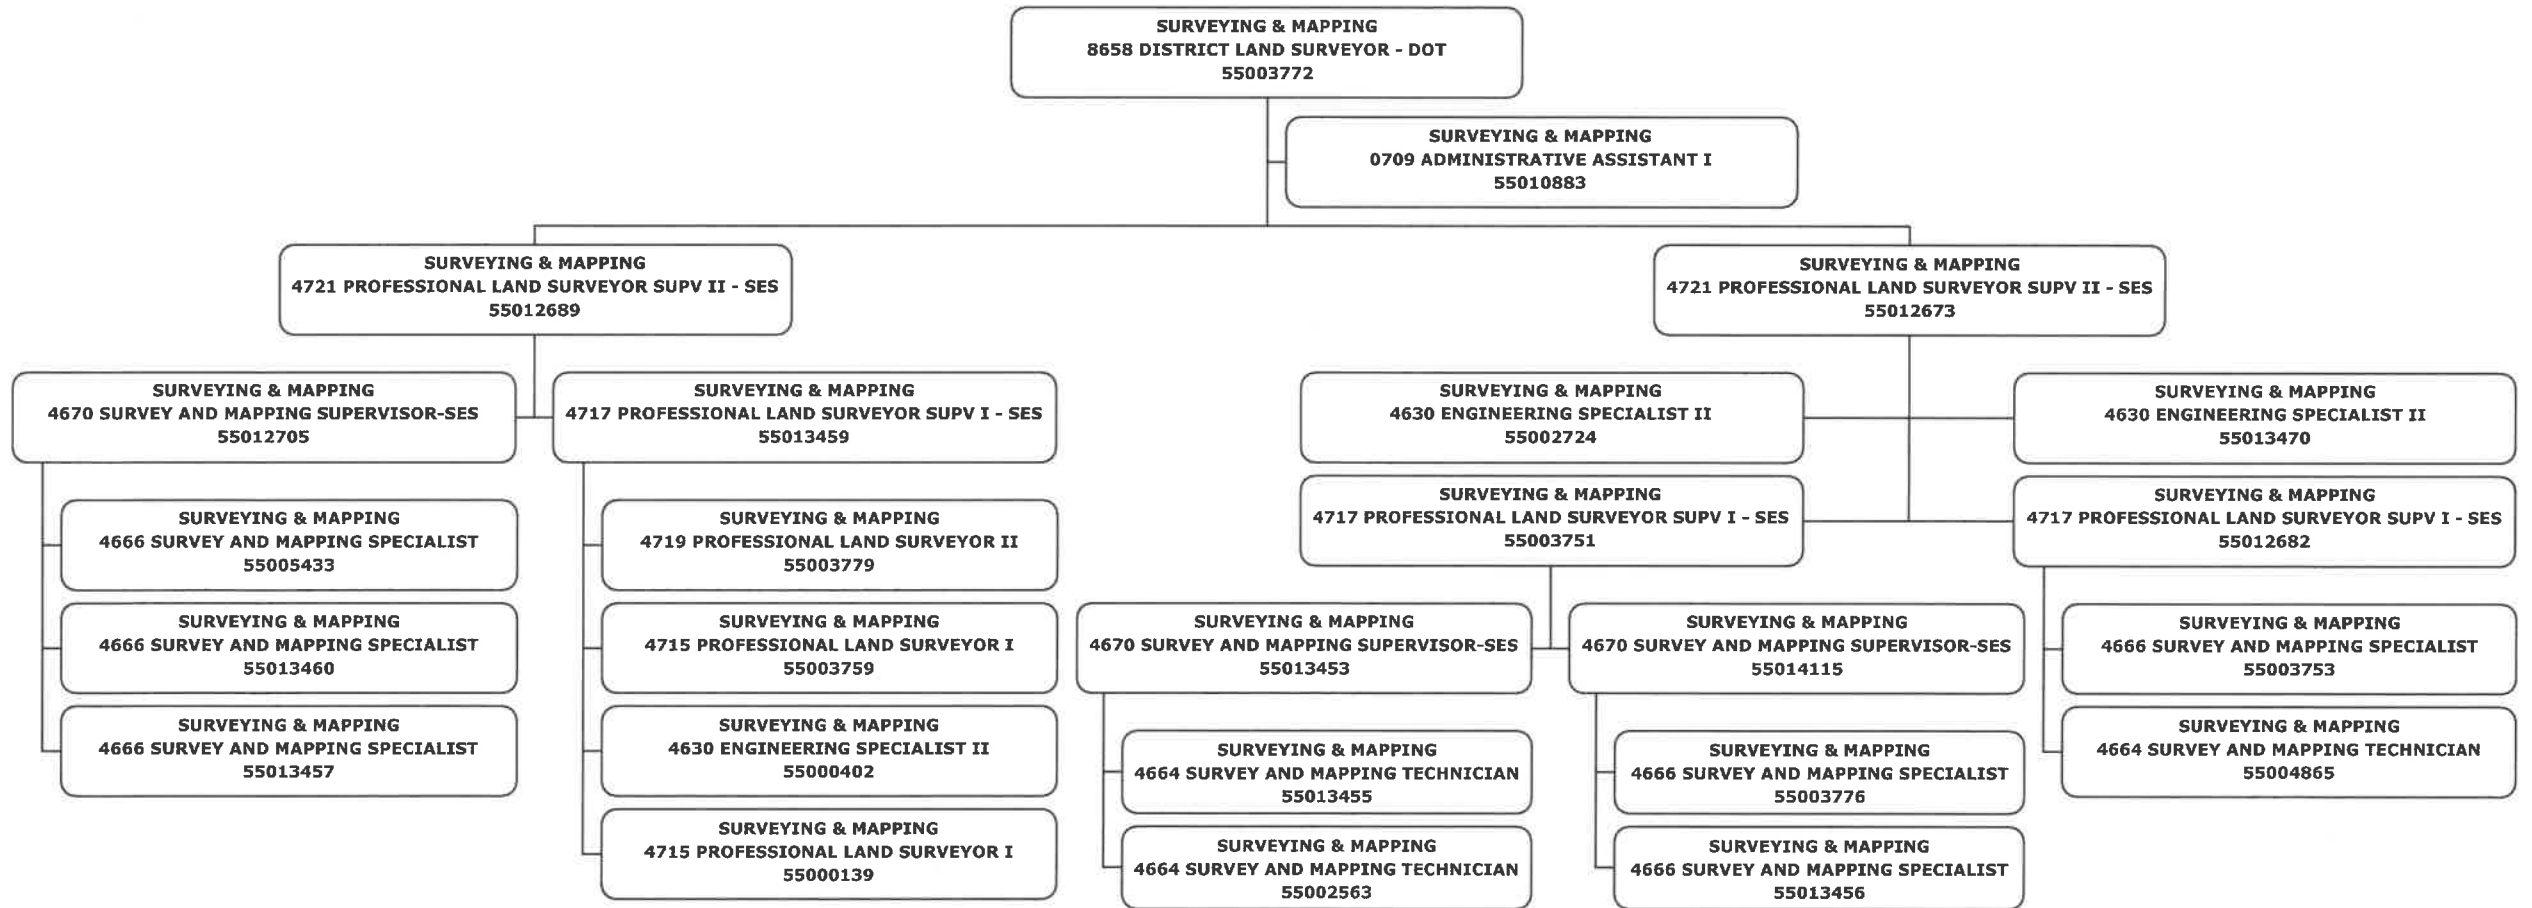 SURVEYING & MAPPING
8658 DISTRICT LAND SURVEYOR - DOT
55003772
SURVEYING & MAPPING
0709 ADMINISTRATIVE ASSISTANT I
55010883
SURVEYING & MAPPING
4721 PROFESSIONAL LAND SURVEYOR SUPV II - SES
55012689
SURVEYING & MAPPING
4670 SURVEY AND MAPPING SUPERVISOR-SES
55012705
SURVEYING & MAPPING
4666 SURVEY AND MAPPING SPECIALIST
55005433
SURVEYING & MAPPING
4666 SURVEY AND MAPPING SPECIALIST
55013460
SURVEYING & MAPPING
4666 SURVEY AND MAPPING SPECIALIST
55013457
SURVEYING & MAPPING
4717 PROFESSIONAL LAND SURVEYOR SUPV I - SES
55013459
SURVEYING & MAPPING
4719 PROFESSIONAL LAND SURVEYOR II
55003779
SURVEYING & MAPPING
4715 PROFESSIONAL LAND SURVEYOR I
55003759
SURVEYING & MAPPING
4630 ENGINEERING SPECIALIST II
55000402
SURVEYING & MAPPING
4715 PROFESSIONAL LAND SURVEYOR I
55000139
SURVEYING & MAPPING
4721 PROFESSIONAL LAND SURVEYOR SUPV II - SES
55012673
SURVEYING & MAPPING
4630 ENGINEERING SPECIALIST II
55002724
SURVEYING & MAPPING
4630 ENGINEERING SPECIALIST II
55013470
SURVEYING & MAPPING
4717 PROFESSIONAL LAND SURVEYOR SUPV I - SES
55003751
SURVEYING & MAPPING
4670 SURVEY AND MAPPING SUPERVISOR-SES
55013453
SURVEYING & MAPPING
4664 SURVEY AND MAPPING TECHNICIAN
55013455
SURVEYING & MAPPING
4664 SURVEY AND MAPPING TECHNICIAN
55002563
SURVEYING & MAPPING
4670 SURVEY AND MAPPING SUPERVISOR-SES
55014115
SURVEYING & MAPPING
4666 SURVEY AND MAPPING SPECIALIST
55003776
SURVEYING & MAPPING
4666 SURVEY AND MAPPING SPECIALIST
55013456
SURVEYING & MAPPING
4717 PROFESSIONAL LAND SURVEYOR SUPV I - SES
55012682
SURVEYING & MAPPING
4666 SURVEY AND MAPPING SPECIALIST
55003753
SURVEYING & MAPPING
4664 SURVEY AND MAPPING TECHNICIAN
55004865